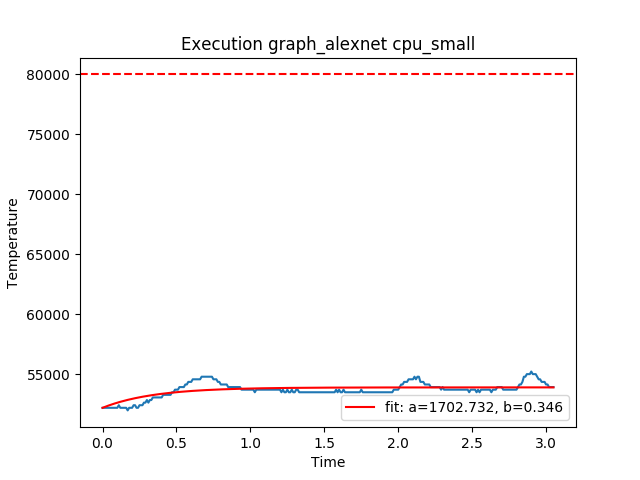 Execution graph_alexnet cpu_small
80000
75000
70000
65000
60000
55000
Temperature
fit: a=1702.732, b=0.346
0.0 0.5 1.0 1.5 2.0 2.5 3.0
Time